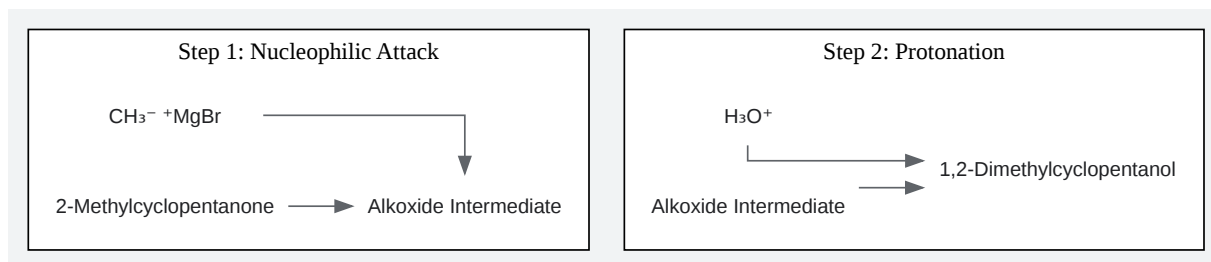 Step 1: Nucleophilic Attack
CH₃⁻ ⁺MgBr
2-Methylcyclopentanone
Alkoxide Intermediate
Step 2: Protonation
H₃O⁺
1,2-Dimethylcyclopentanol
Alkoxide Intermediate